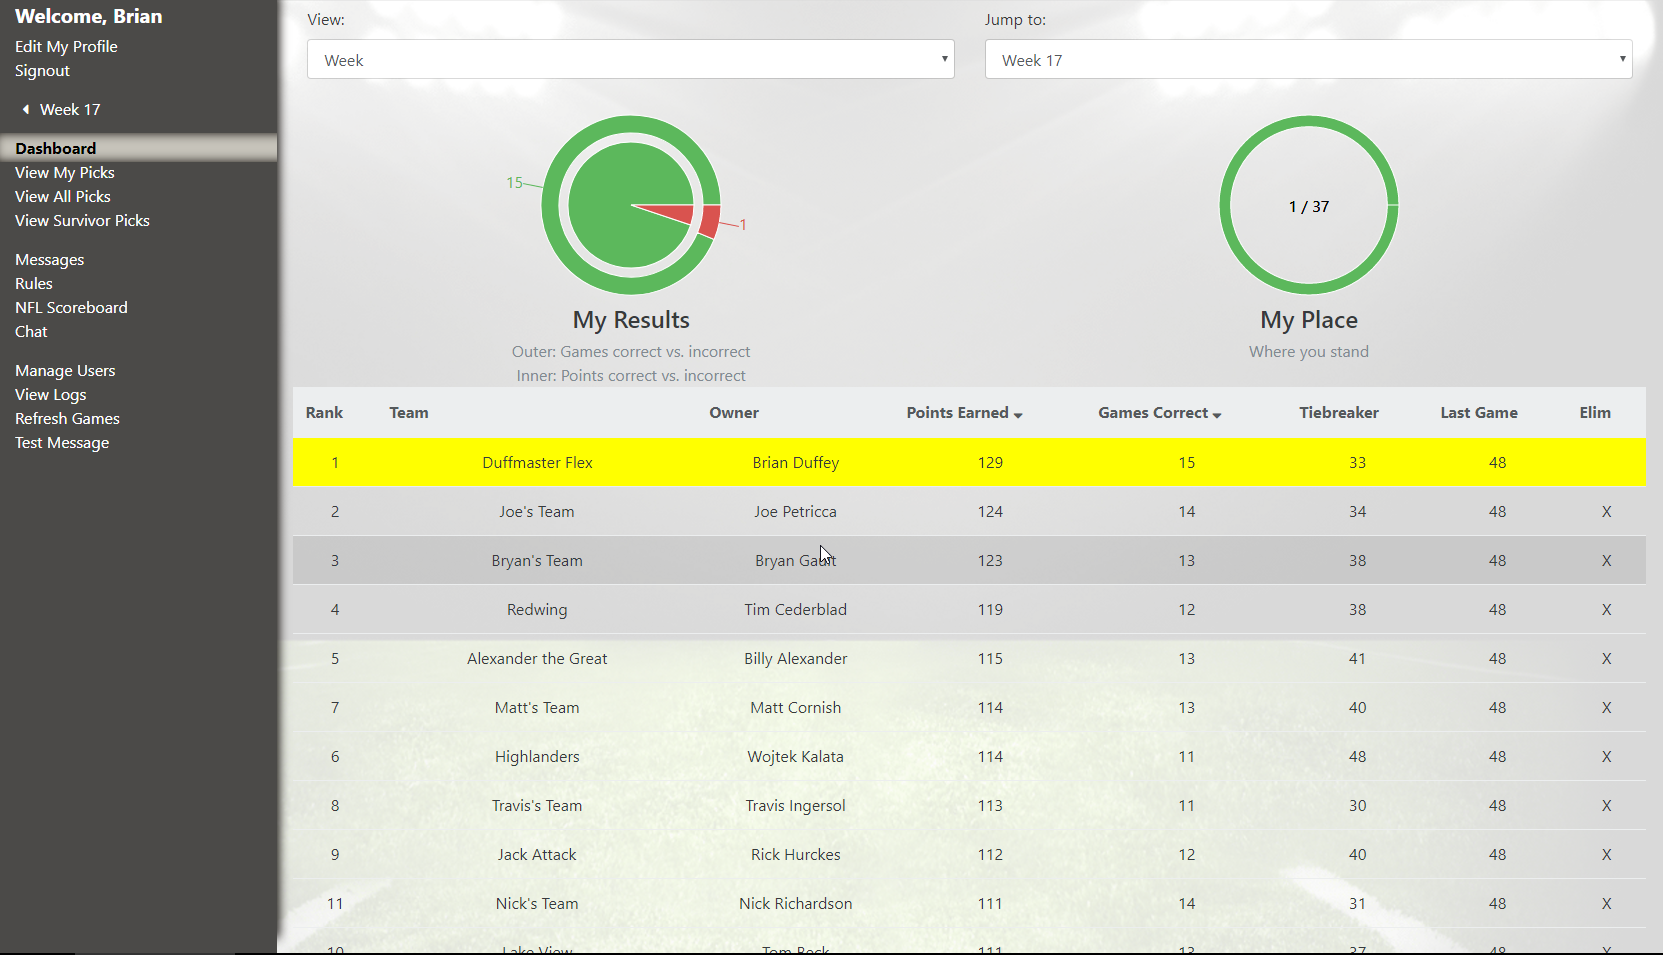 Welcome, Brian
Edit My Profile
Signout
Week 17
Dashboard
View My Picks
View All Picks
View Survivor Picks
Messages
Rules
NFL Scoreboard
Chat
Manage Users
View Logs
Refresh Games
Test Message
View:
Week
Jump to:
Week 17
15
1
My Results
Outer: Games correct vs. incorrect
Inner: Points correct vs. incorrect
1 / 37
My Place
Where you stand
Rank Team Owner Points Earned Games Correct Tiebreaker Last Game Elim
1 Duffmaster Flex Brian Duffey 129 15 33 48
2 Joe's Team Joe Petricca 124 14 34 48 X
3 Bryan's Team Bryan 123 13 38 48 X
4 Redwing Tim Cederblad 119 12 38 48 X
5 Alexander the Great Billy Alexander 115 13 41 48 X
7 Matt's Team Matt Cornish 114 13 40 48 X
6 Highlanders Wojtek Kalata 114 11 48 48 X
8 Travis's Team Travis Ingersol 113 11 30 48 X
9 Jack Attack Rick Hurckes 112 12 40 48 X
11 Nick's Team Nick Richardson 111 14 31 48 X
10 Lake View Tom 111 13 37 48 X